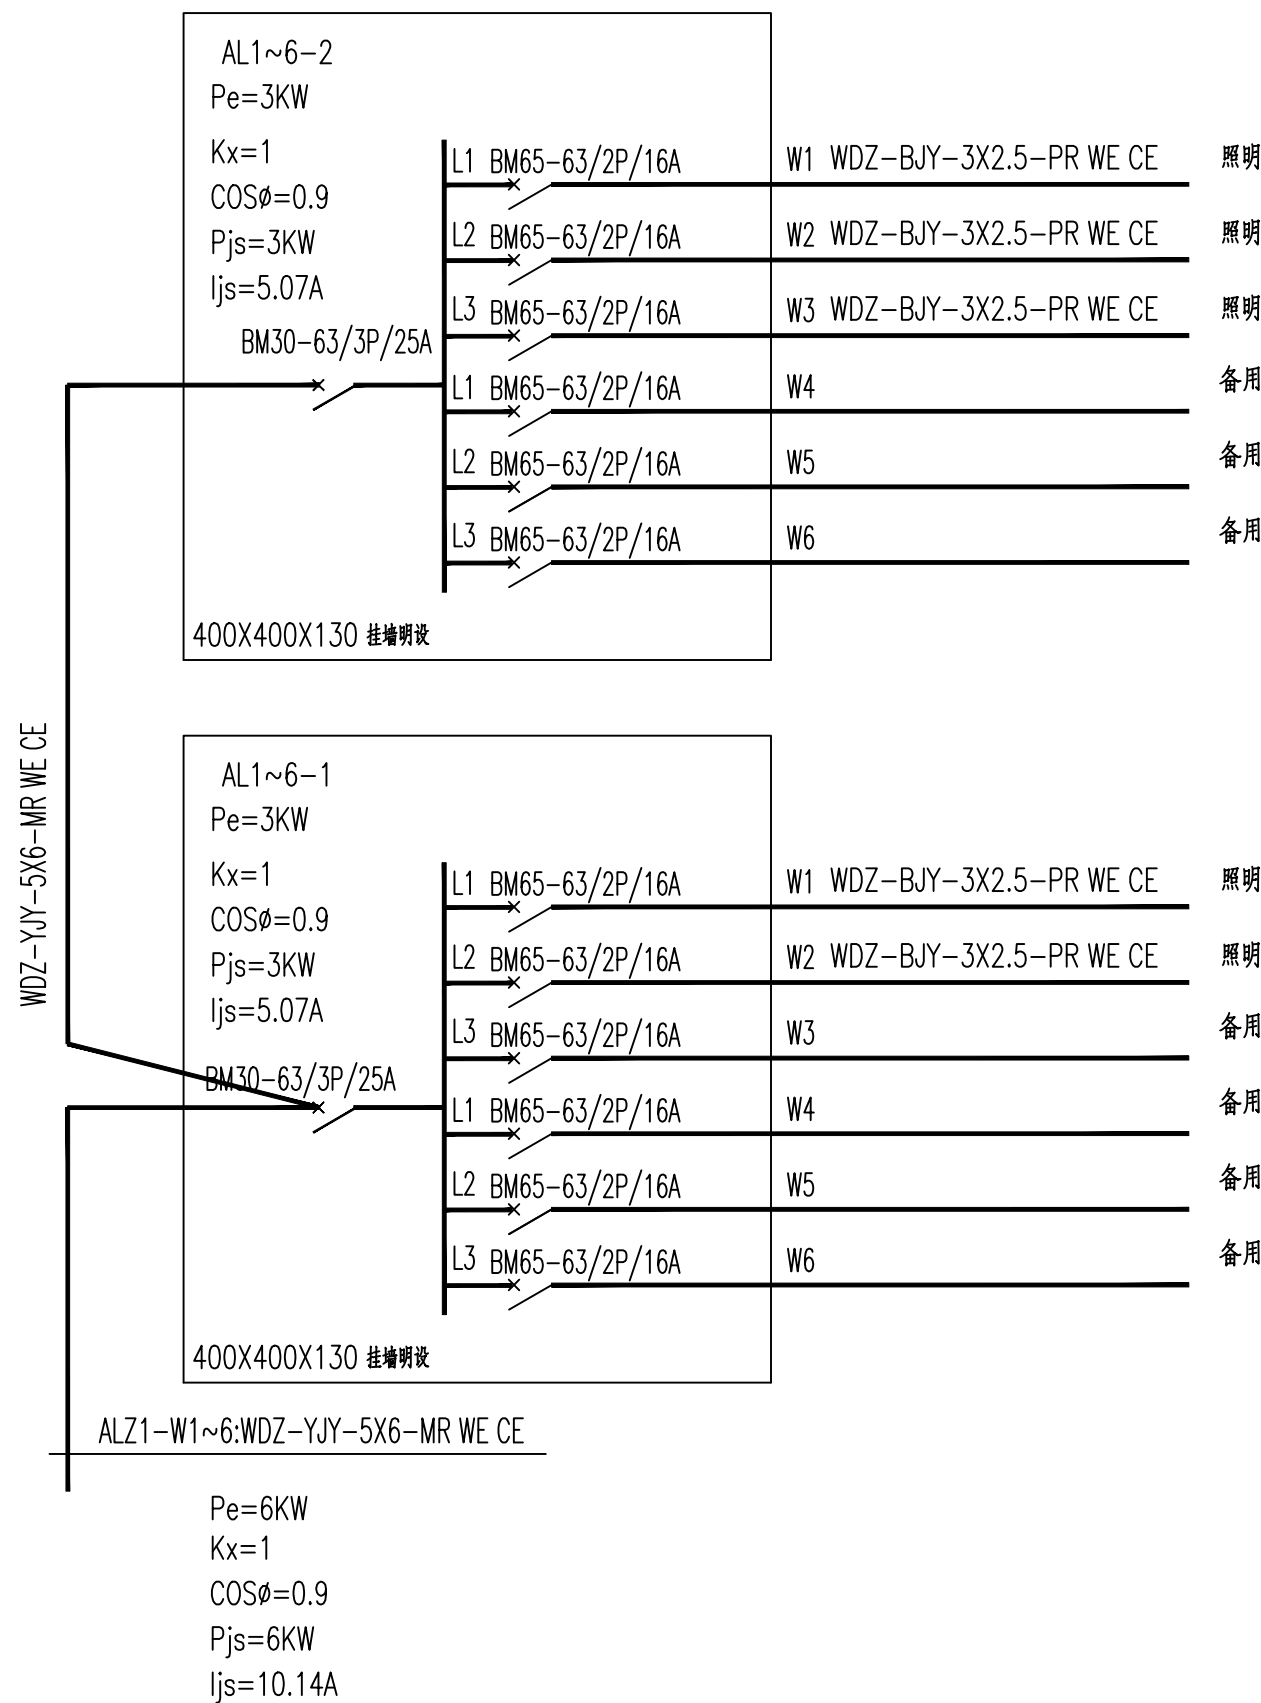 AL1~6-2
Pe=3KW
Kx=1
COSø=0.9
Pjs=3KW
Ijs=5.07A
BM30-63/3P/25A
L1 BM65-63/2P/16A W1 WDZ-BJY-3X2.5-PR WE CE 照明
L2 BM65-63/2P/16A W2 WDZ-BJY-3X2.5-PR WE CE 照明
L3 BM65-63/2P/16A W3 WDZ-BJY-3X2.5-PR WE CE 照明
L1 BM65-63/2P/16A W4 备用
L2 BM65-63/2P/16A W5 备用
L3 BM65-63/2P/16A W6 备用
400X400X130 挂墙明设
WDZ-YJY-5X6-MR WE CE
AL1~6-1
Pe=3KW
Kx=1
COSø=0.9
Pjs=3KW
Ijs=5.07A
BM30-63/3P/25A
L1 BM65-63/2P/16A W1 WDZ-BJY-3X2.5-PR WE CE 照明
L2 BM65-63/2P/16A W2 WDZ-BJY-3X2.5-PR WE CE 照明
L3 BM65-63/2P/16A W3 备用
L1 BM65-63/2P/16A W4 备用
L2 BM65-63/2P/16A W5 备用
L3 BM65-63/2P/16A W6 备用
400X400X130 挂墙明设
ALZ1-W1~6:WDZ-YJY-5X6-MR WE CE
Pe=6KW
Kx=1
COSø=0.9
Pjs=6KW
Ijs=10.14A